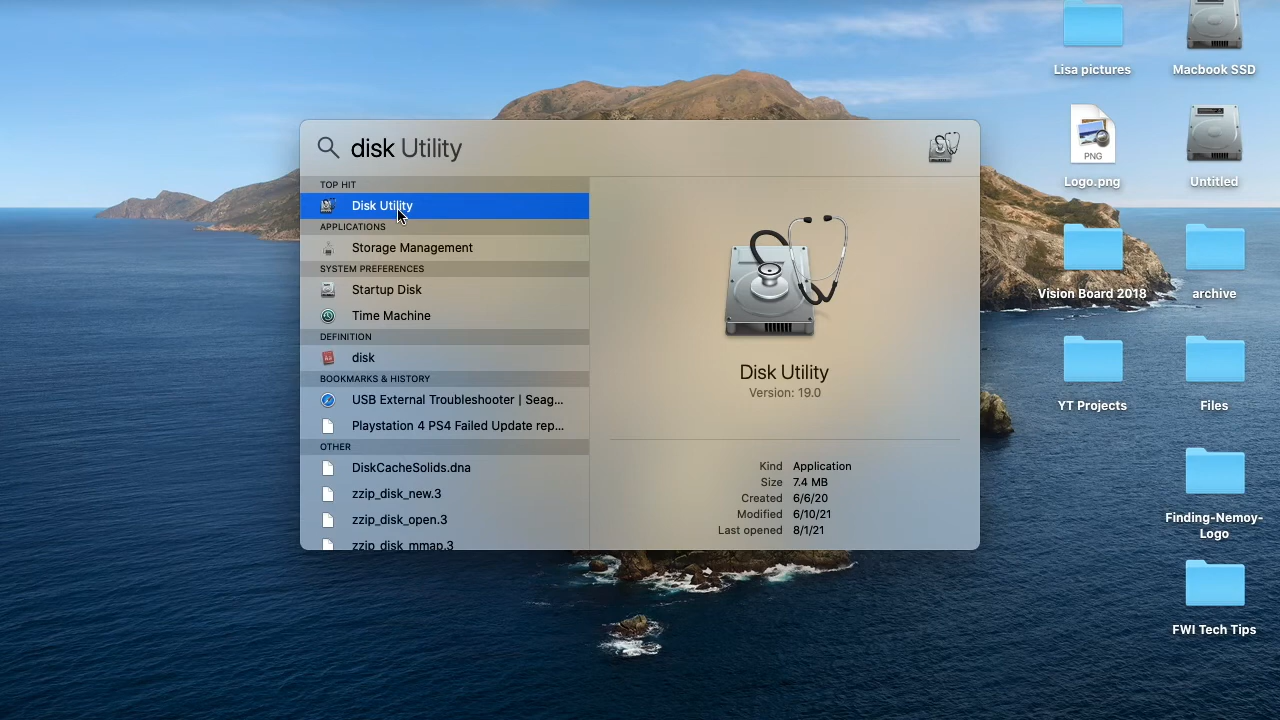 disk Utility
TOP HIT
Disk Utility
APPLICATIONS
Storage Management
SYSTEM PREFERENCES
Startup Disk
Time Machine
DEFINITION
disk
BOOKMARKS & HISTORY
USB External Troubleshooter | Seag...
Playstation 4 PS4 Failed Update rep...
OTHER
DiskCacheSolids.dna
zzip_disk_new.3
zzip_disk_open.3
zzip_disk_mmap.3
Disk Utility
Version: 19.0
Kind Application
Size 7.4 MB
Created 6/6/20
Modified 6/10/21
Last opened 8/1/21
Lisa pictures
Macbook SSD
PNG
Logo.png
Untitled
Vision Board 2018
archive
YT Projects
Files
Finding-Nemoy-
Logo
FWI Tech Tips